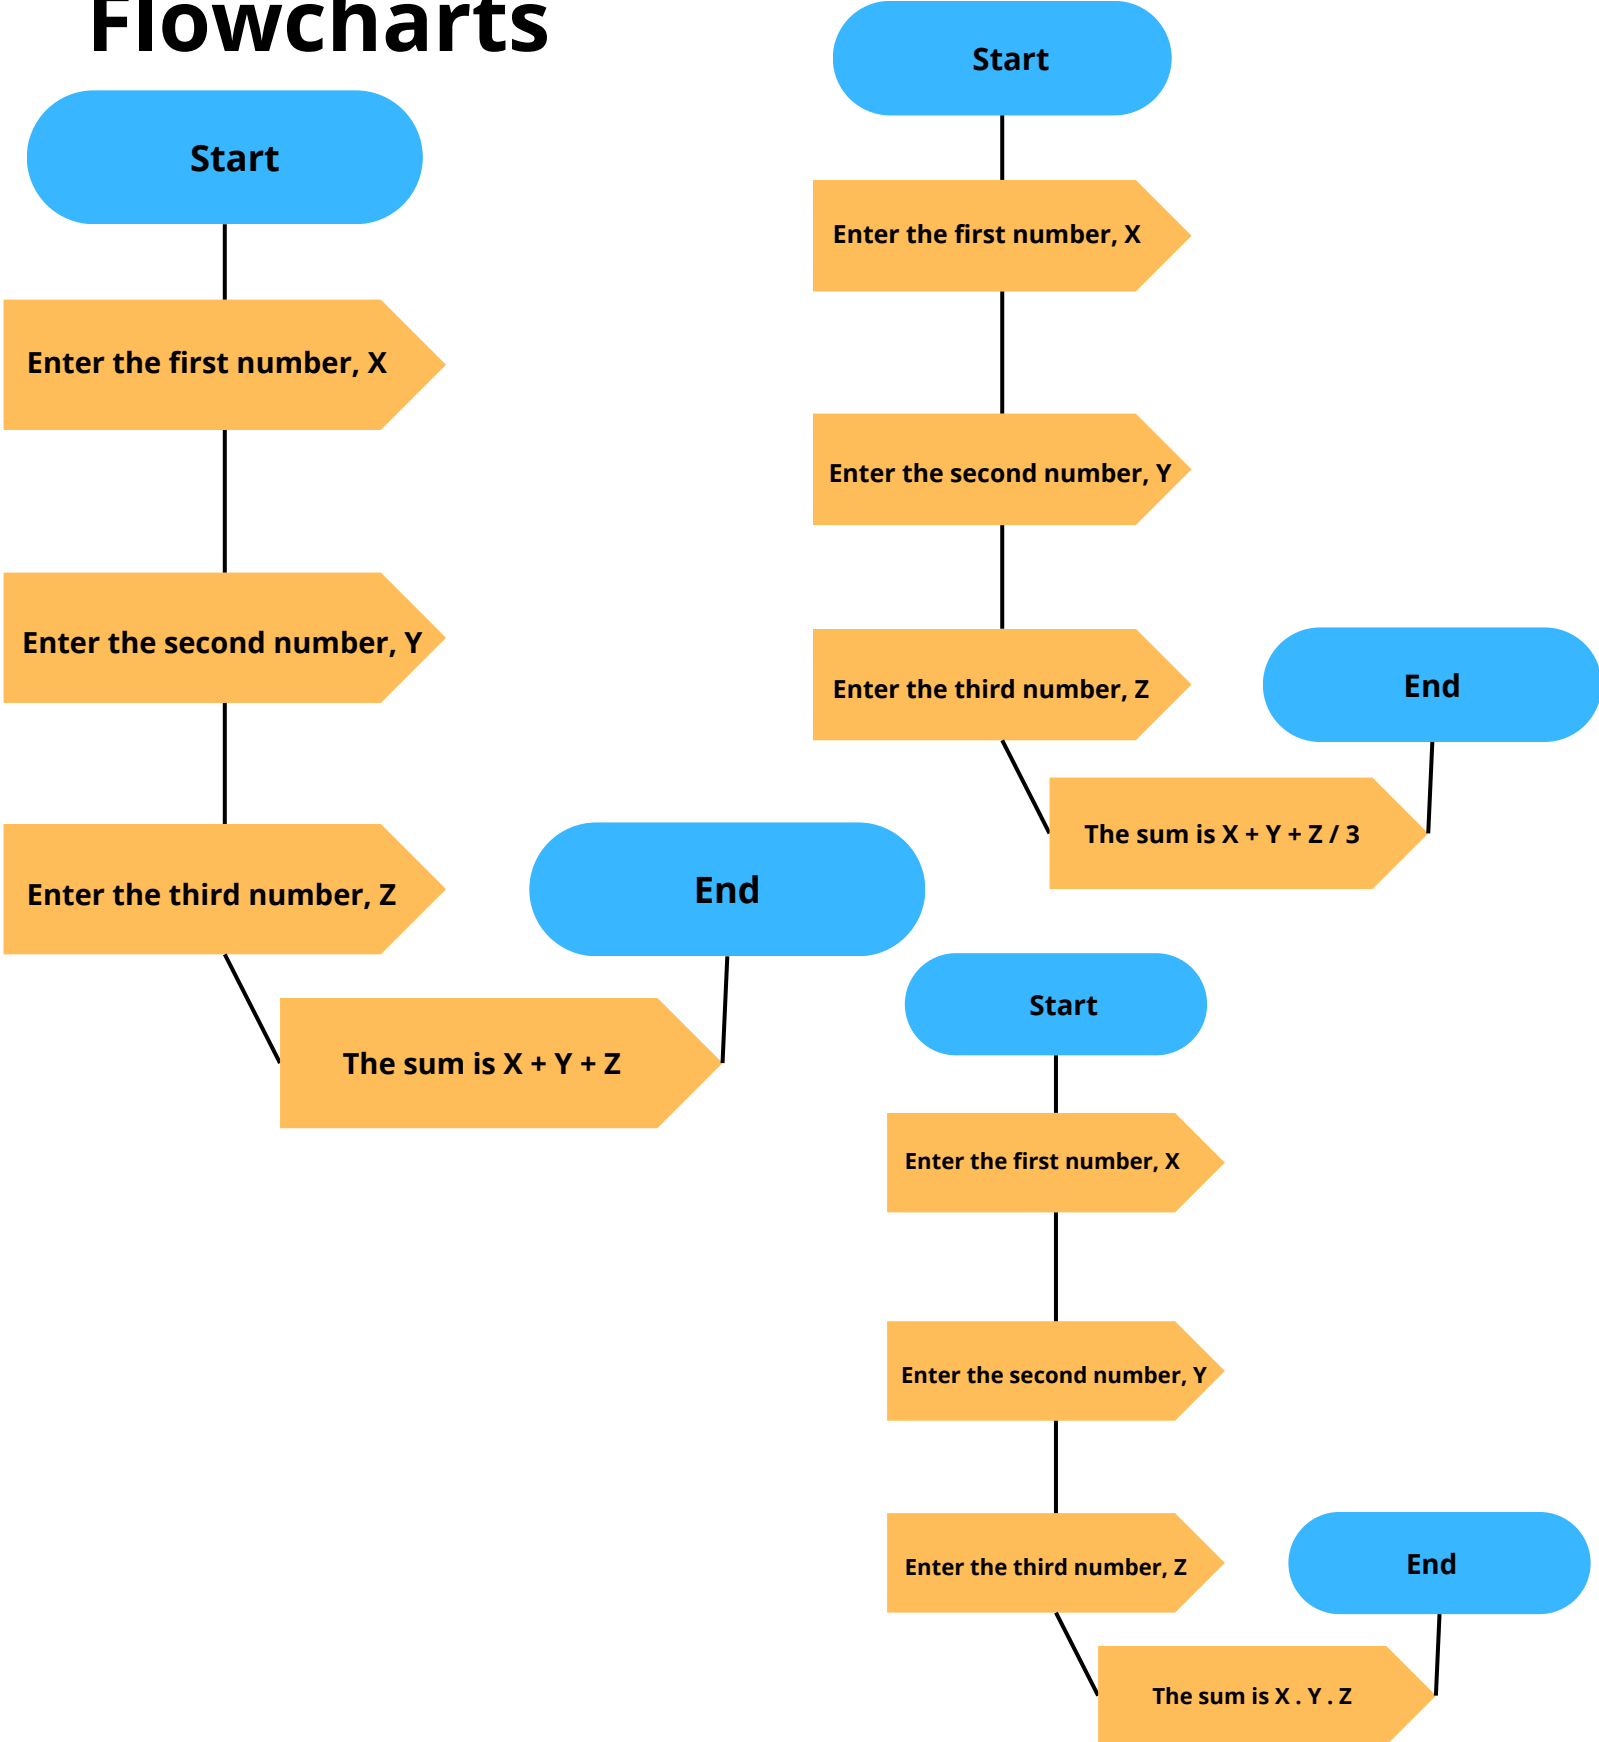 Flowcharts
Start
Enter the first number, X
Enter the second number, Y
Enter the third number, Z
The sum is X + Y + Z
End
Start
Enter the first number, X
Enter the second number, Y
Enter the third number, Z
The sum is X + Y + Z / 3
End
Start
Enter the first number, X
Enter the second number, Y
Enter the third number, Z
The sum is X . Y . Z
End